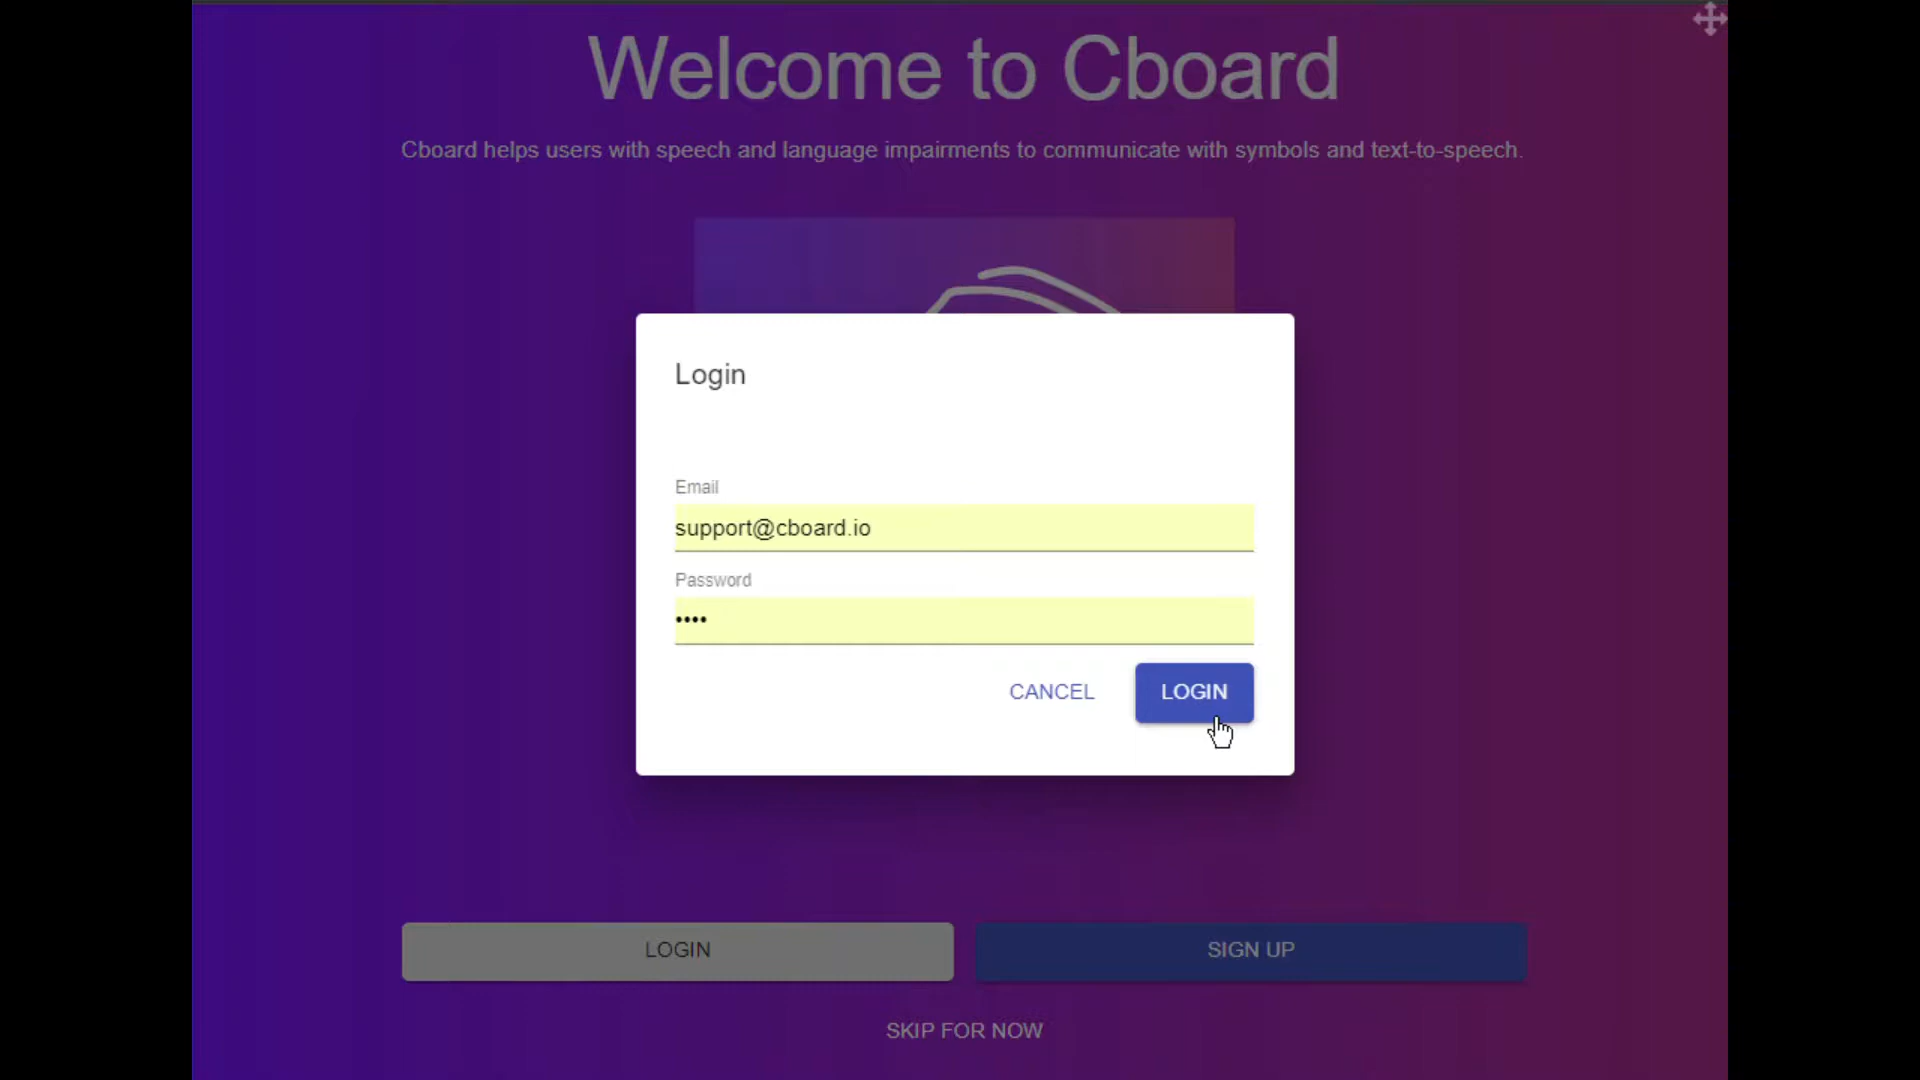 Welcome to Cboard
Cboard helps users with speech and language impairments to communicate with symbols and text-to-speech.
Login
Email
support@cboard.io
Password
••••
CANCEL
LOGIN
LOGIN
SIGN UP
SKIP FOR NOW